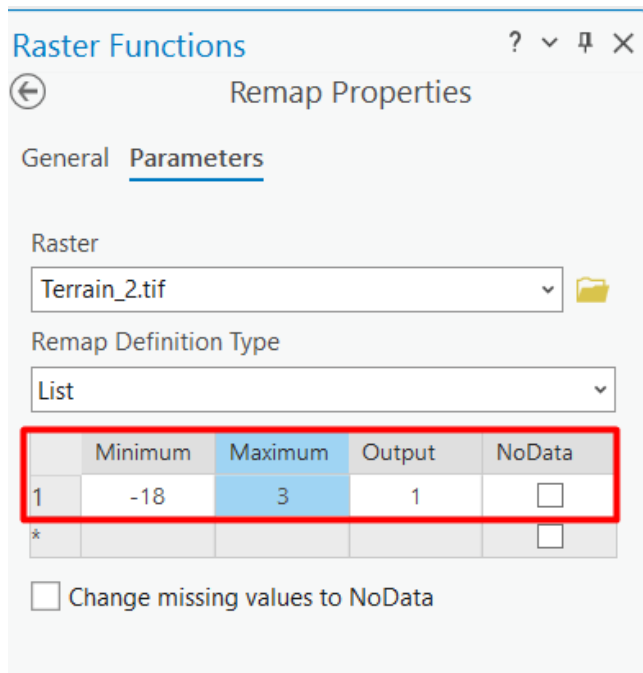 Raster Functions ?
Remap Properties
General Parameters
Raster
Terrain_2.tif
Remap Definition Type
List
Minimum Maximum Output NoData
1 -18 3 1
*
Change missing values to NoData